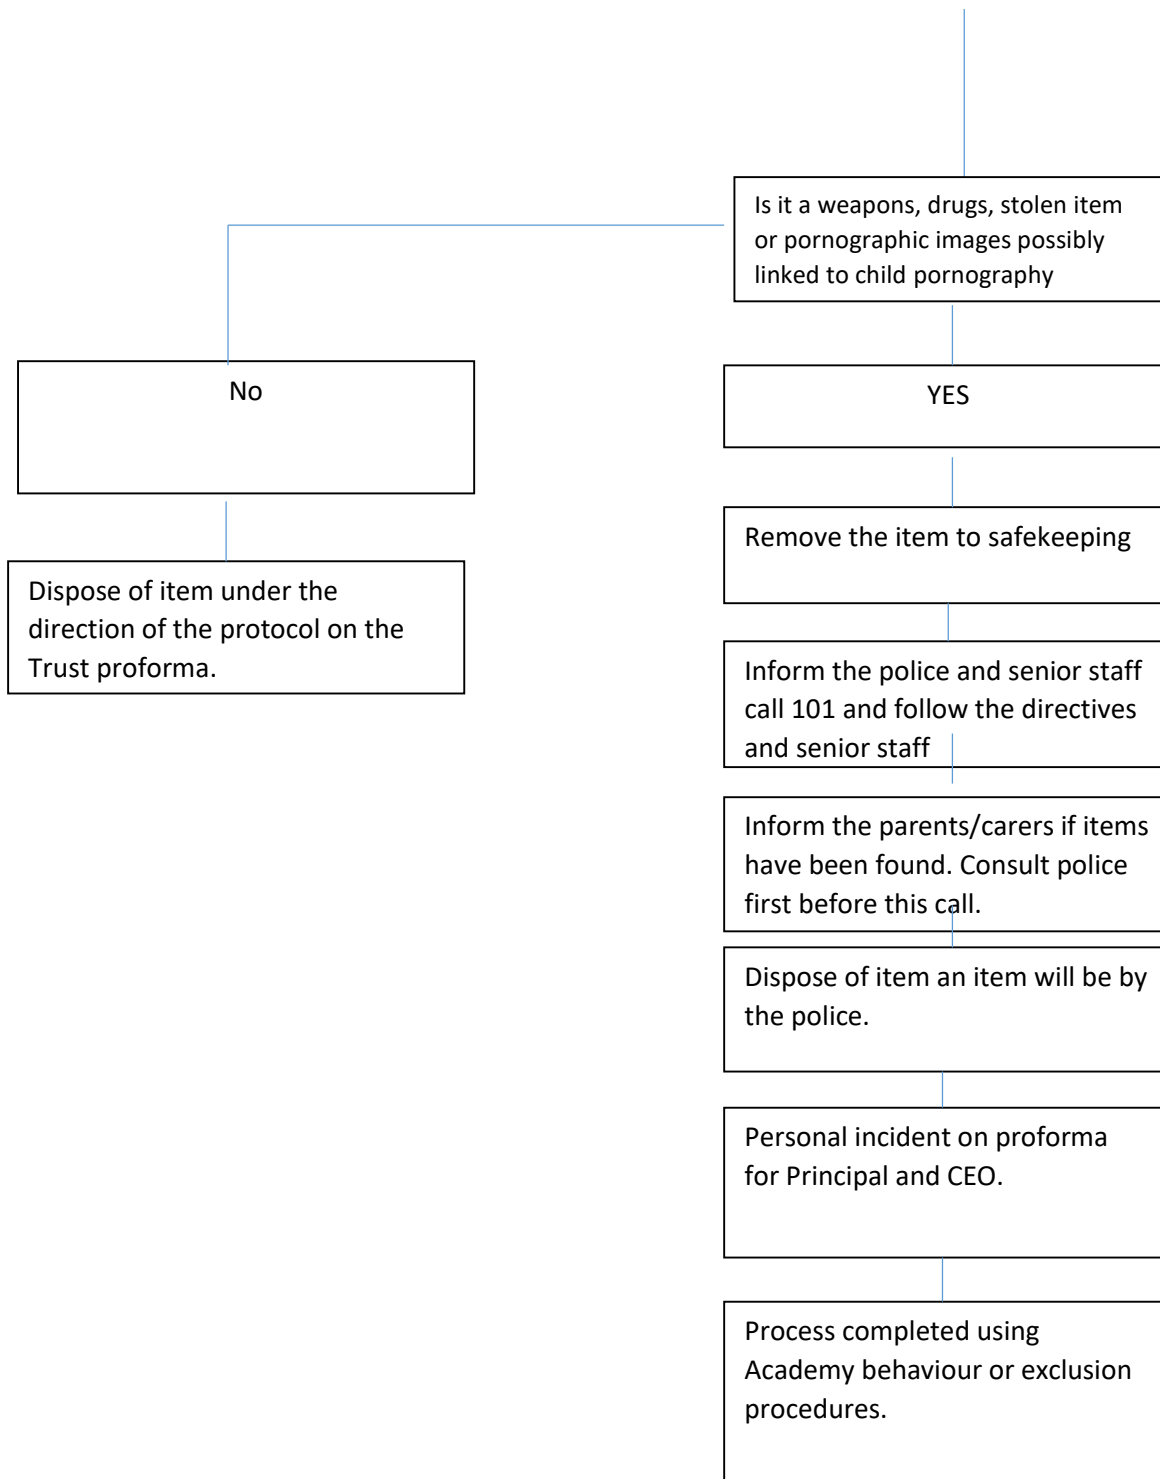 Is it a weapons, drugs, stolen item
or pornographic images possibly
linked to child pornography
No
YES
Dispose of item under the
direction of the protocol on the
Trust proforma.
Remove the item to safekeeping
Inform the police and senior staff
call 101 and follow the directives
and senior staff
Inform the parents/carers if items
have been found. Consult police
first before this call.
Dispose of item an item will be by
the police.
Personal incident on proforma
for Principal and CEO.
Process completed using
Academy behaviour or exclusion
procedures.